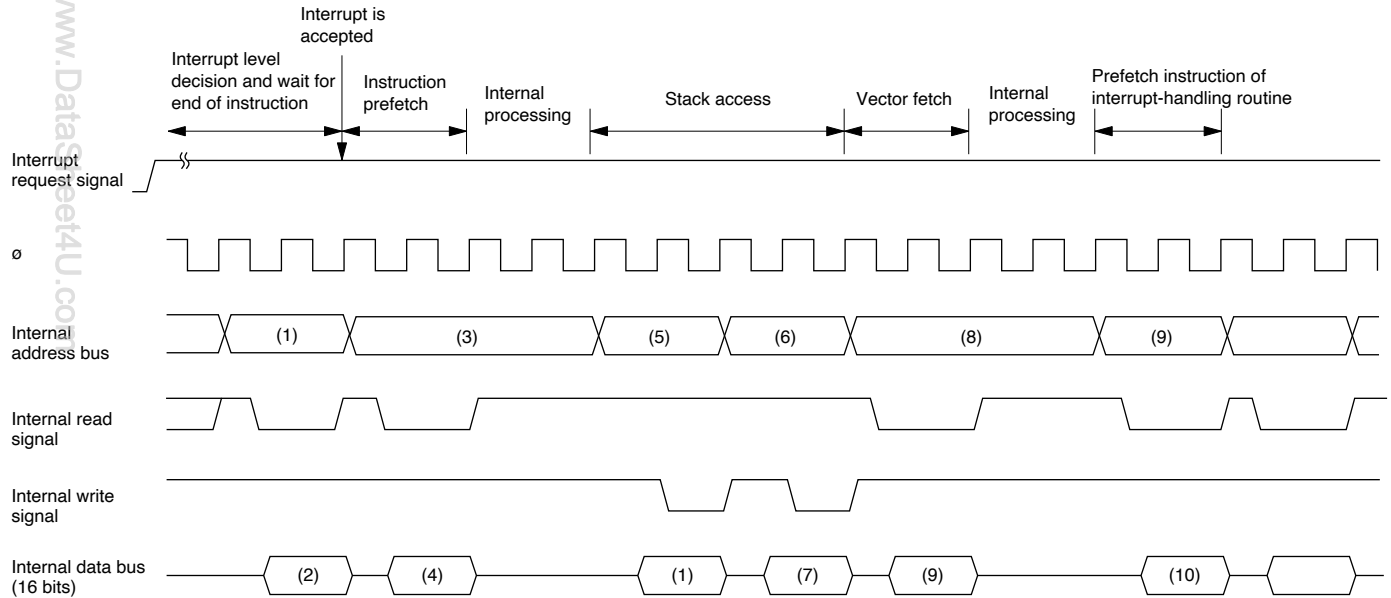 www.DataSheet4U.com
Interrupt is
accepted
Interrupt level
decision and wait for
end of instruction
Instruction
prefetch
Internal
processing
Stack access
Vector fetch
Internal
processing
Prefetch instruction of
interrupt-handling routine
Interrupt
request signal
ø
Internal
address bus
(1)
(3)
(5)
(6)
(8)
(9)
Internal read
signal
Internal write
signal
Internal data bus
(16 bits)
(2)
(4)
(1)
(7)
(9)
(10)